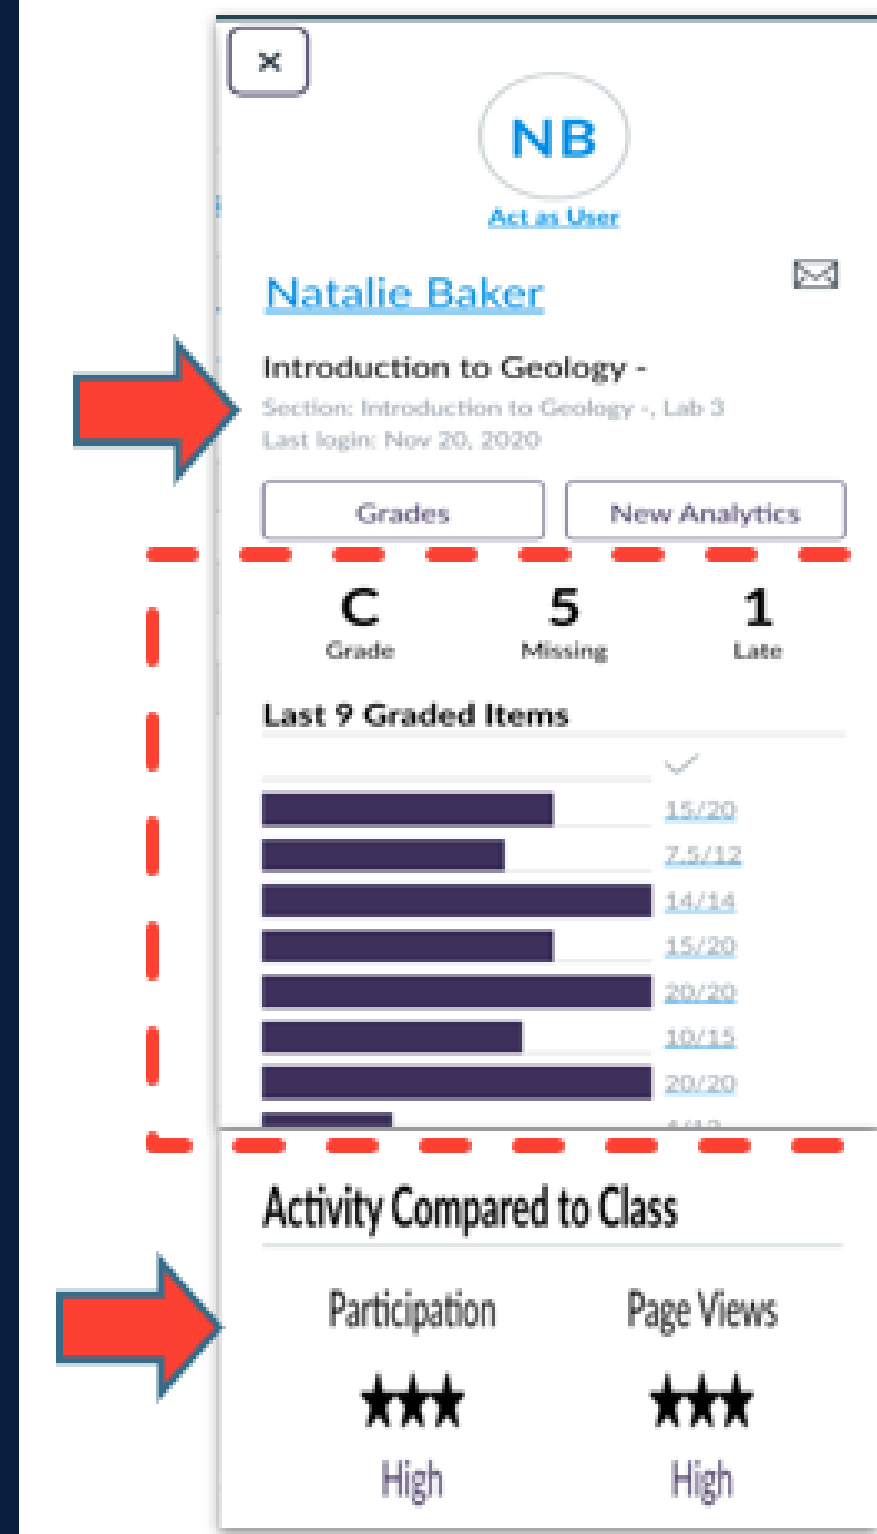 ×
NB
Act as User
Natalie Baker
Introduction to Geology -
Section: Introduction to Geology -, Lab 3
Last login: Nov 20, 2020
Grades New Analytics
C 5 1
Grade Missing Late
Last 9 Graded Items
15/20
7.5/12
14/14
15/20
20/20
10/15
20/20
Activity Compared to Class
Participation Page Views
High High